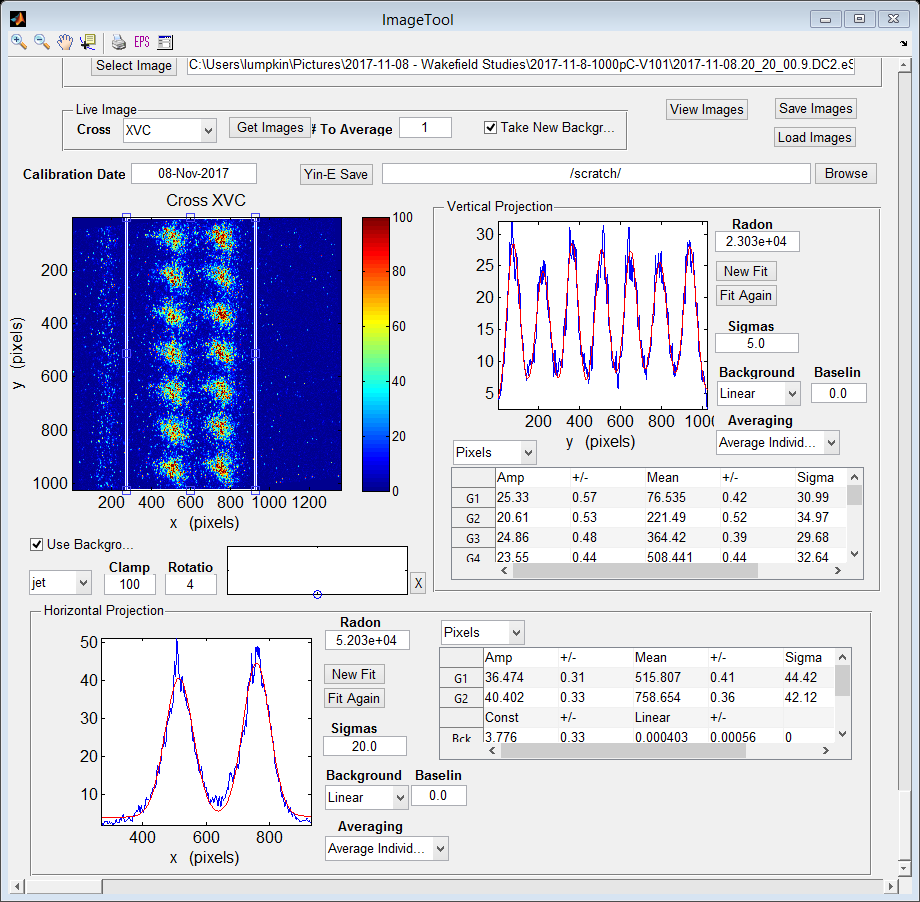 ImageTool
EPS
Select Image C:\Users\lumpkin\Pictures\2017-11-08 - Wakefield Studies\2017-11-8-1000pC-V101\2017-11-08.20_20_00.9.DC2.eS
Live Image
Cross XVC Get Images # To Average 1 Take New Backgr...
View Images Save Images
Load Images
Calibration Date 08-Nov-2017 Yin-E Save /scratch/ Browse
Cross XVC
100
80
60
40
20
0
200
400
600
800
1000
y (pixels)
200 400 600 800 1000 1200
x (pixels)
Vertical Projection
30
25
20
15
10
5
200 400 600 800 1000
y (pixels)
Radon
2.303e+04
New Fit
Fit Again
Sigmas
5.0
Background Baselin
Linear 0.0
Averaging
Average Individ...
Pixels
Amp +/- Mean +/- Sigma
G1 25.33 0.57 76.535 0.42 30.99
G2 20.61 0.53 221.49 0.52 34.97
G3 24.86 0.48 364.42 0.39 29.68
G4 23.55 0.44 508.441 0.44 32.64
Use Backgro...
Clamp Rotatio
jet 100 4 X
Horizontal Projection
50
40
30
20
10
400 600 800
x (pixels)
Radon
5.203e+04
New Fit
Fit Again
Sigmas
20.0
Background Baselin
Linear 0.0
Averaging
Average Individ...
Pixels
Amp +/- Mean +/- Sigma
G1 36.474 0.31 515.807 0.41 44.42
G2 40.402 0.33 758.654 0.36 42.12
Const +/- Linear +/-
Bck 3.776 0.33 0.000403 0.00056 0